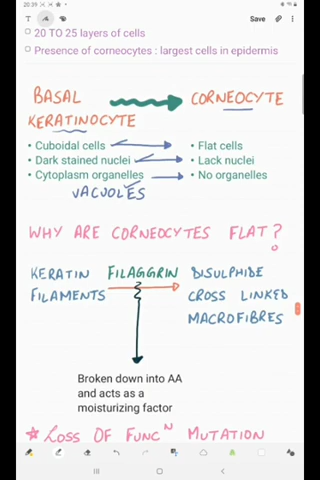 20:39
Save
20 TO 25 layers of cells
Presence of corneocytes : largest cells in epidermis
BASAL CORNEOCYTE
KERATINOCYTE
• Cuboidal cells • Flat cells
• Dark stained nuclei • Lack nuclei
• Cytoplasm organelles • No organelles
VACUOLES
WHY ARE CORNEOCYTES FLAT?
KERATIN FILAGGRIN DISULPHIDE
FILAMENTS CROSS LINKED
MACROFIBRES
Broken down into AA
and acts as a
moisturizing factor
LOSS OF FUNC^N MUTATION